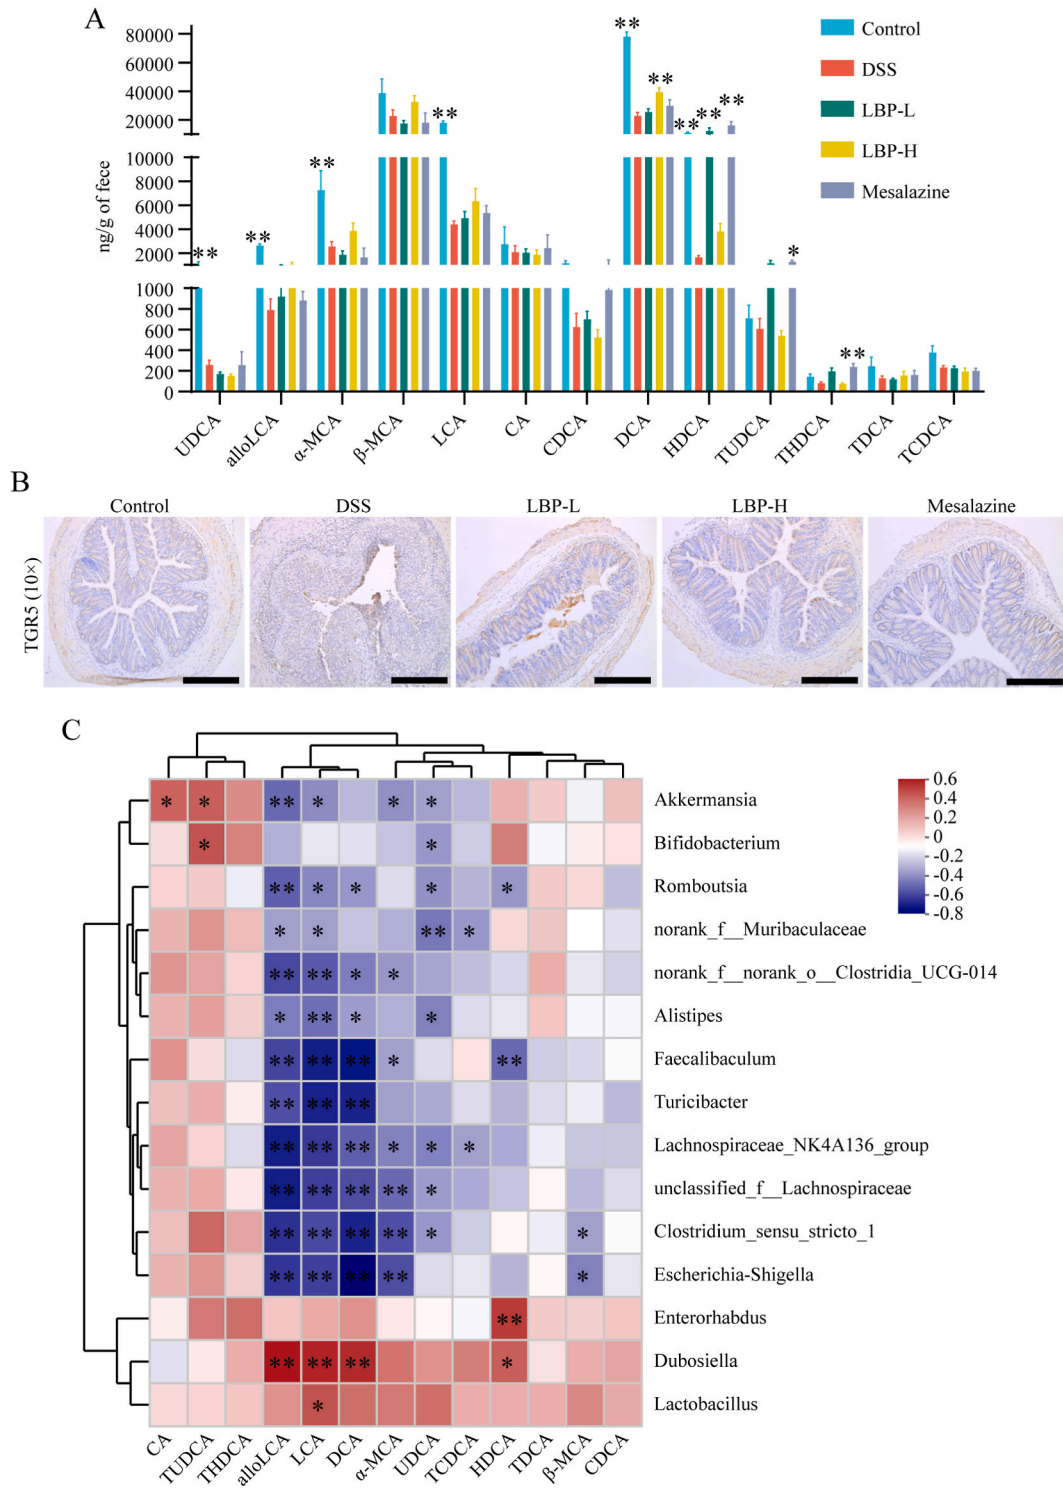 A
ng/g of fece
80000
60000
40000
20000
10000
8000
6000
4000
2000
1000
800
600
400
200
0
** ** ** ** ** ** ** ** ** ** *
Control
DSS
LBP-L
LBP-H
Mesalazine
UDCA alloLCA α-MCA β-MCA LCA CA CDCA DCA HDCA TUDCA THDCA TDCA TCDCA
B
Control DSS LBP-L LBP-H Mesalazine
TGR5 (10×)
C
* * ** * * * Akkermansia
* * Bifidobacterium
** * * * * Romboutsia
* * ** * norank_f__Muribaculaceae
** ** * * norank_f__norank_o__Clostridia_UCG-014
* ** * * Alistipes
** ** ** * ** Faecalibaculum
** ** ** Turicibacter
** ** ** * * * Lachnospiraceae_NK4A136_group
** ** ** ** * unclassified_f__Lachnospiraceae
** ** ** ** * * Clostridium_sensu_stricto_1
** ** ** ** * Escherichia-Shigella
** Enterorhabdus
** ** ** * Dubosiella
* Lactobacillus
0.6
0.4
0.2
0
-0.2
-0.4
-0.6
-0.8
CA TUDCA THDCA alloLCA LCA DCA α-MCA UDCA TCDCA HDCA TDCA β-MCA CDCA